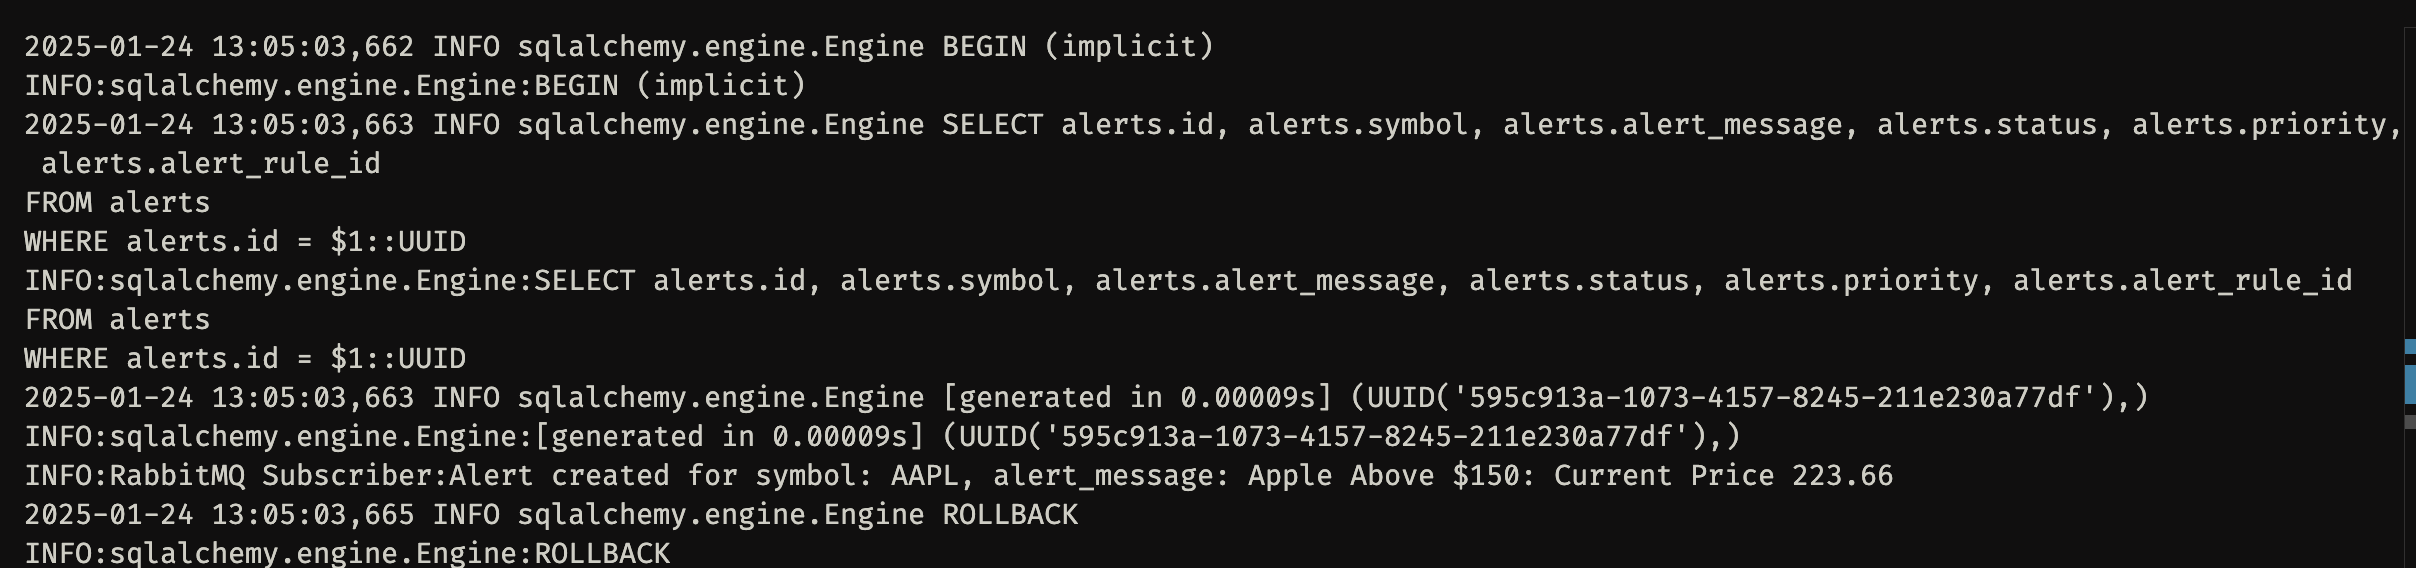 2025-01-24 13:05:03,662 INFO sqlalchemy.engine.Engine BEGIN (implicit)
INFO:sqlalchemy.engine.Engine:BEGIN (implicit)
2025-01-24 13:05:03,663 INFO sqlalchemy.engine.Engine SELECT alerts.id, alerts.symbol, alerts.alert_message, alerts.status, alerts.priority,
 alerts.alert_rule_id
FROM alerts
WHERE alerts.id = $1::UUID
INFO:sqlalchemy.engine.Engine:SELECT alerts.id, alerts.symbol, alerts.alert_message, alerts.status, alerts.priority, alerts.alert_rule_id
FROM alerts
WHERE alerts.id = $1::UUID
2025-01-24 13:05:03,663 INFO sqlalchemy.engine.Engine [generated in 0.00009s] (UUID('595c913a-1073-4157-8245-211e230a77df'),)
INFO:sqlalchemy.engine.Engine:[generated in 0.00009s] (UUID('595c913a-1073-4157-8245-211e230a77df'),)
INFO:RabbitMQ Subscriber:Alert created for symbol: AAPL, alert_message: Apple Above $150: Current Price 223.66
2025-01-24 13:05:03,665 INFO sqlalchemy.engine.Engine ROLLBACK
INFO:sqlalchemy.engine.Engine:ROLLBACK